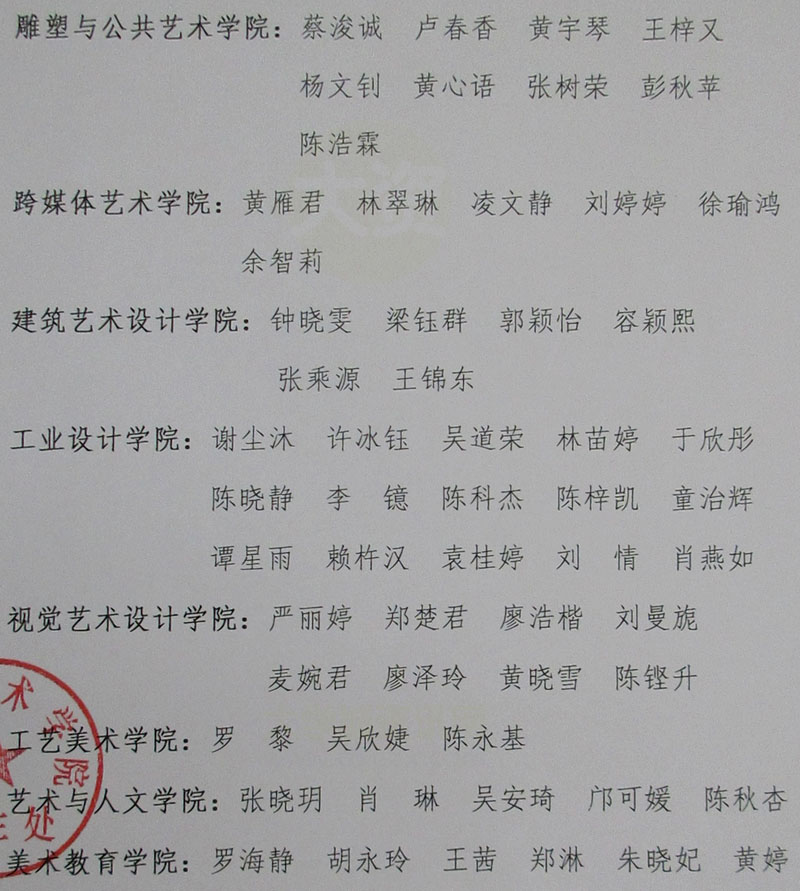 雕塑与公共艺术学院：蔡浚诚 卢春香 黄宇琴 王梓又
杨文钊 黄心语 张树荣 彭秋苹
陈浩霖
跨媒体艺术学院：黄雁君 林翠琳 凌文静 刘婷婷 徐瑜鸿
余智莉
建筑艺术设计学院：钟晓雯 梁钰群 郭颖怡 容颖熙
张乘源 王锦东
工业设计学院：谢尘沐 许冰钰 吴道荣 林苗婷 于欣彤
陈晓静 李 镱 陈科杰 陈梓凯 童治辉
谭星雨 赖杵汉 袁桂婷 刘 情 肖燕如
视觉艺术设计学院：严丽婷 郑楚君 廖浩楷 刘曼旎
麦婉君 廖泽玲 黄晓雪 陈铿升
工艺美术学院：罗 黎 吴欣婕 陈永基
艺术与人文学院：张晓玥 肖 琳 吴安琦 邝可媛 陈秋杏
美术教育学院：罗海静 胡永玲 王茜 郑淋 朱晓妃 黄婷
术学院
处